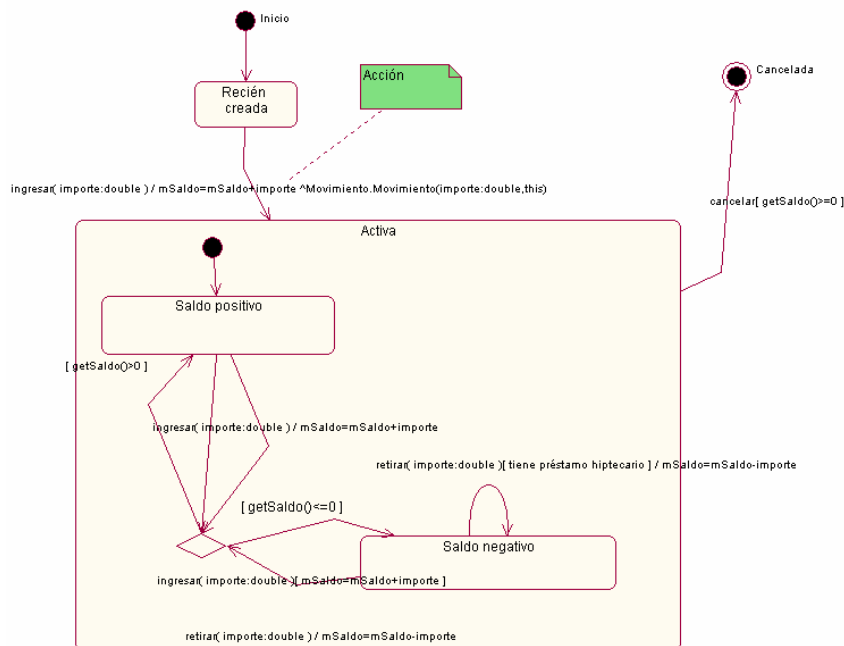 Inicio
Recién
creada
Acción
Cancelada
ingresar( importe:double ) / mSaldo=mSaldo+importe ^Movimiento.Movimiento(importe:double,this)
cancelar[ getSaldo()>=0 ]
Activa
Saldo positivo
[ getSaldo()>0 ]
ingresar( importe:double ) / mSaldo=mSaldo+importe
retirar( importe:double )[ tiene préstamo hiptecario ] / mSaldo=mSaldo-importe
[ getSaldo()<=0 ]
Saldo negativo
ingresar( importe:double )[ mSaldo=mSaldo+importe ]
retirar( importe:double ) / mSaldo=mSaldo-importe